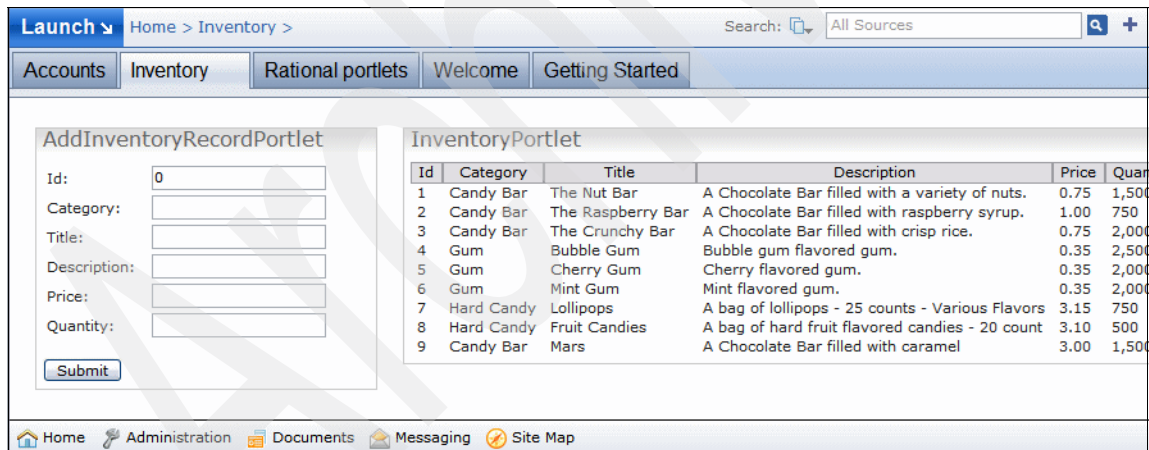 Launch Home > Inventory > Search: All Sources
Accounts Inventory Rational portlets Welcome Getting Started
AddInventoryRecordPortlet
Id: 0
Category:
Title:
Description:
Price:
Quantity:
Submit
InventoryPortlet
Id Category Title Description Price Quan
1 Candy Bar The Nut Bar A Chocolate Bar filled with a variety of nuts. 0.75 1,500
2 Candy Bar The Raspberry Bar A Chocolate Bar filled with raspberry syrup. 1.00 750
3 Candy Bar The Crunchy Bar A Chocolate Bar filled with crisp rice. 0.75 2,000
4 Gum Bubble Gum Bubble gum flavored gum. 0.35 2,500
5 Gum Cherry Gum Cherry flavored gum. 0.35 2,000
6 Gum Mint Gum Mint flavored gum. 0.35 2,000
7 Hard Candy Lollipops A bag of lollipops - 25 counts - Various Flavors 3.15 750
8 Hard Candy Fruit Candies A bag of hard fruit flavored candies - 20 count 3.10 500
9 Candy Bar Mars A Chocolate Bar filled with caramel 3.00 1,500
Home Administration Documents Messaging Site Map